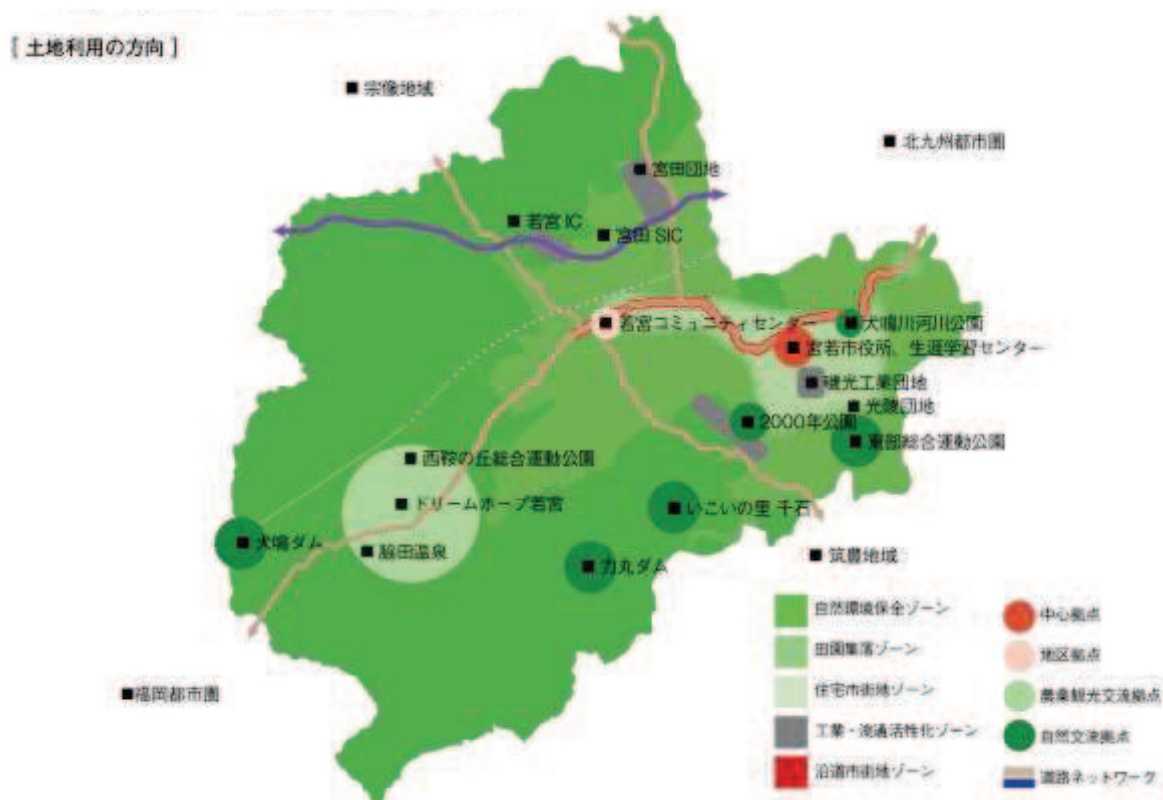 [ 土地利用の方向 ]
■ 宗像地域
■ 北九州都市圏
■ 宮田団地
■ 若宮 IC
■ 宮田 SIC
■ 若宮コミュニティセンター
■ 犬鳴川河川公園
■ 宮若市役所、生涯学習センター
■ 磯光工業団地
■ 光陵団地
■ 2000年公園
■ 東部総合運動公園
■ 西鞍の丘総合運動公園
■ ドリームホープ若宮
■ いこいの里 千石
■ 犬鳴ダム
■ 脇田温泉
■ 力丸ダム
■ 筑豊地域
■福岡都市圏
自然環境保全ゾーン
田園集落ゾーン
住宅市街地ゾーン
工業・流通活性化ゾーン
沿道市街地ゾーン
中心拠点
地区拠点
農業観光交流拠点
自然交流拠点
道路ネットワーク